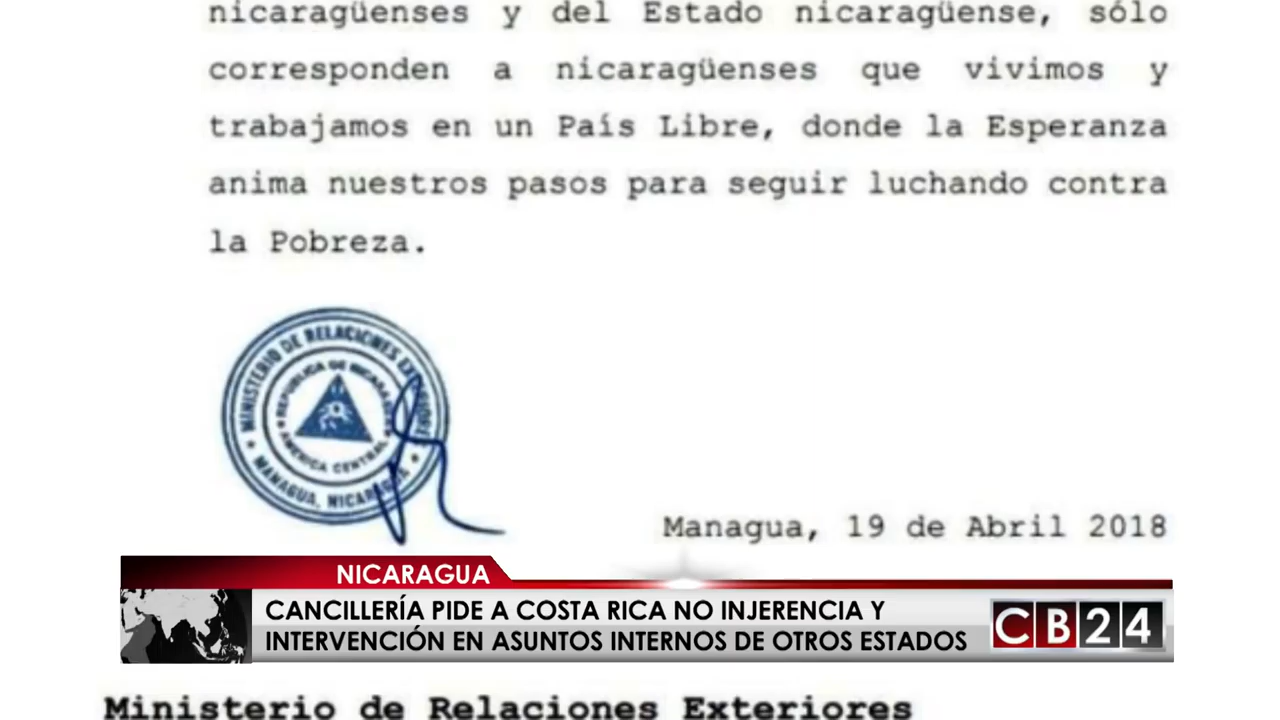 nicaragüenses y del Estado nicaragüense, sólo
corresponden a nicaragüenses que vivimos y
trabajamos en un País Libre, donde la Esperanza
anima nuestros pasos para seguir luchando contra
la Pobreza.
MINISTERIO DE RELACIONES EXTERIORES
REPUBLICA DE NICARAGUA
AMERICA CENTRAL
MANAGUA, NICARAGUA
Managua, 19 de Abril 2018
NICARAGUA
CANCILLERÍA PIDE A COSTA RICA NO INJERENCIA Y
INTERVENCIÓN EN ASUNTOS INTERNOS DE OTROS ESTADOS
CB24
Ministerio de Relaciones Exteriores